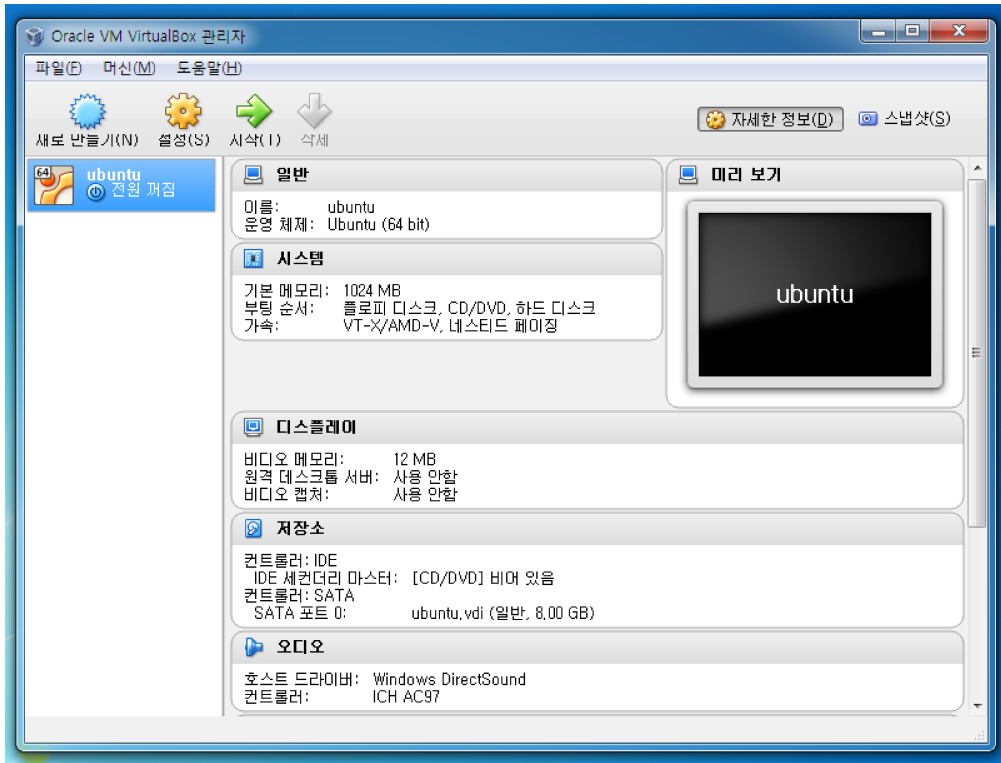 Oracle VM VirtualBox 관리자
파일(F) 머신(M) 도움말(H)
새로 만들기(N) 설정(S) 시작(T) 삭제
자세한 정보(D) 스냅샷(S)
64
ubuntu
전원 꺼짐
일반
이름: ubuntu
운영 체제: Ubuntu (64 bit)
시스템
기본 메모리: 1024 MB
부팅 순서: 플로피 디스크, CD/DVD, 하드 디스크
가속: VT-X/AMD-V, 네스티드 페이징
미리 보기
ubuntu
디스플레이
비디오 메모리: 12 MB
원격 데스크톱 서버: 사용 안함
비디오 캡처: 사용 안함
저장소
컨트롤러: IDE
IDE 세컨더리 마스터: [CD/DVD] 비어 있음
컨트롤러: SATA
SATA 포트 0: ubuntu.vdi (일반, 8.00 GB)
오디오
호스트 드라이버: Windows DirectSound
컨트롤러: ICH AC97